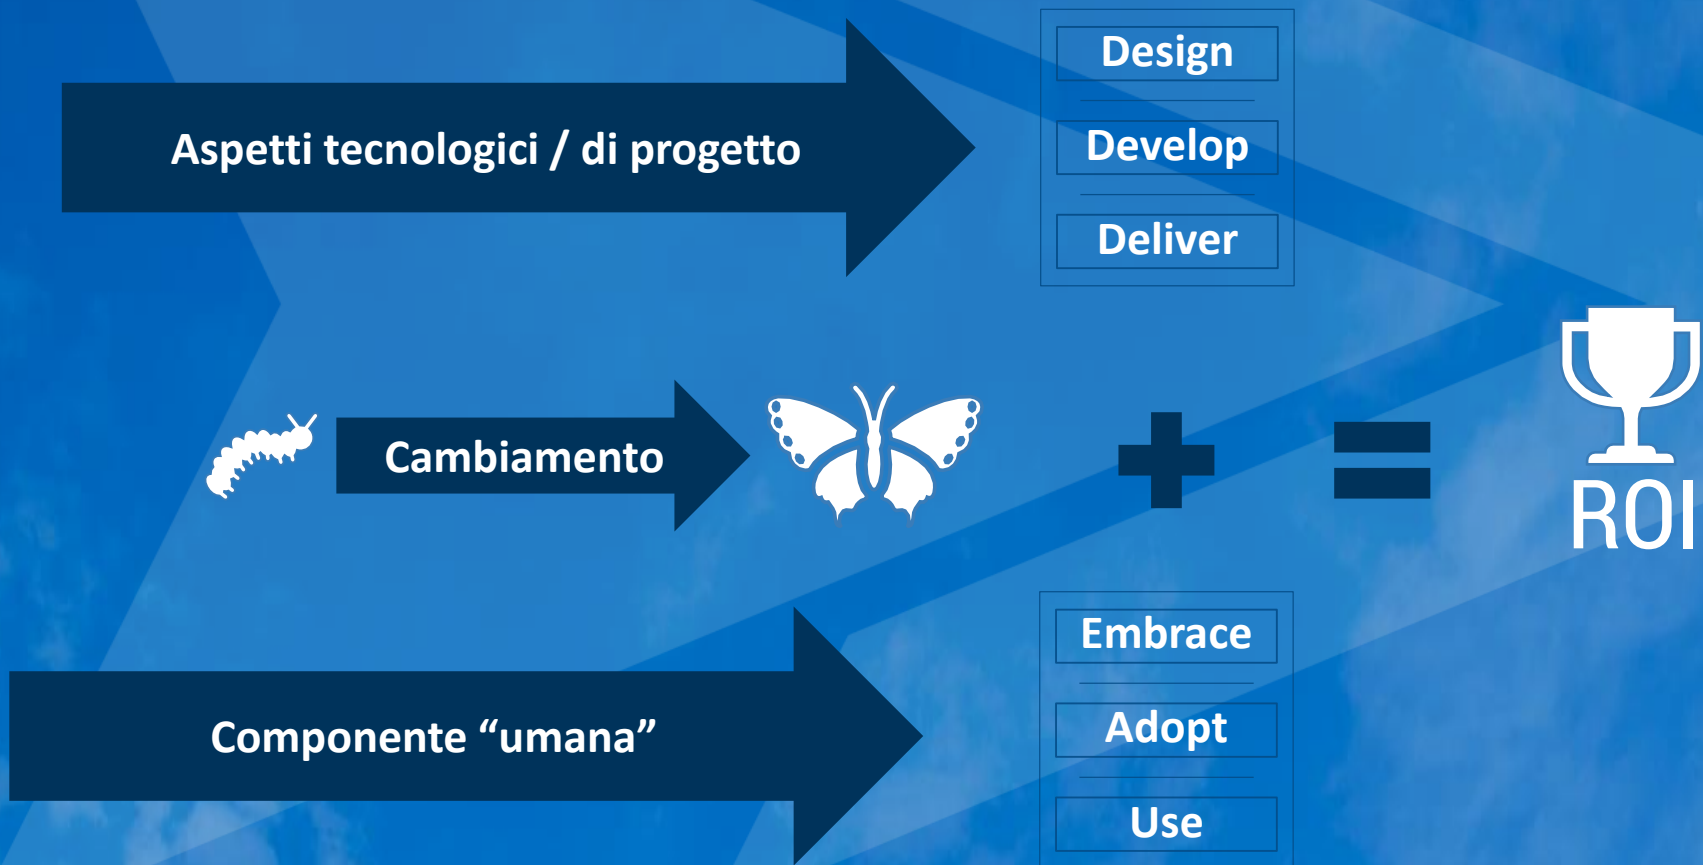 Aspetti tecnologici / di progetto
Design
Develop
Deliver
Cambiamento
ROI
Componente “umana”
Embrace
Adopt
Use